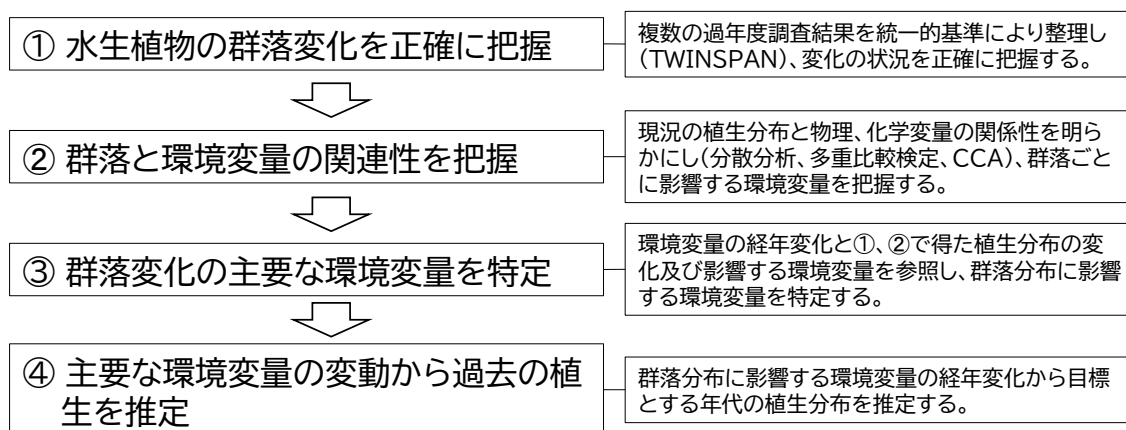 ① 水生植物の群落変化を正確に把握
複数の過年度調査結果を統一的基準により整理し
(TWINSPAN)、変化の状況を正確に把握する。
② 群落と環境変量の関連性を把握
現況の植生分布と物理、化学変量の関係性を明ら
かにし(分散分析、多重比較検定、CCA)、群落ごと
に影響する環境変量を把握する。
③ 群落変化の主要な環境変量を特定
環境変量の経年変化と①、②で得た植生分布の変
化及び影響する環境変量を参照し、群落分布に影響
する環境変量を特定する。
④ 主要な環境変量の変動から過去の植
生を推定
群落分布に影響する環境変量の経年変化から目標
とする年代の植生分布を推定する。